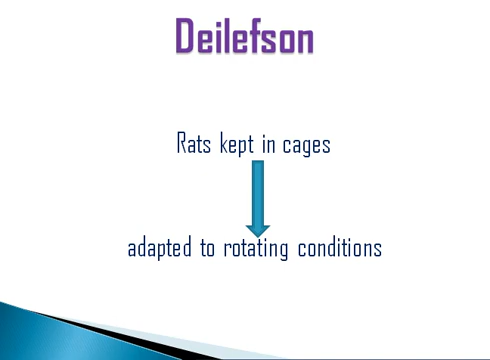 Deilefson
Rats kept in cages
adapted to rotating conditions